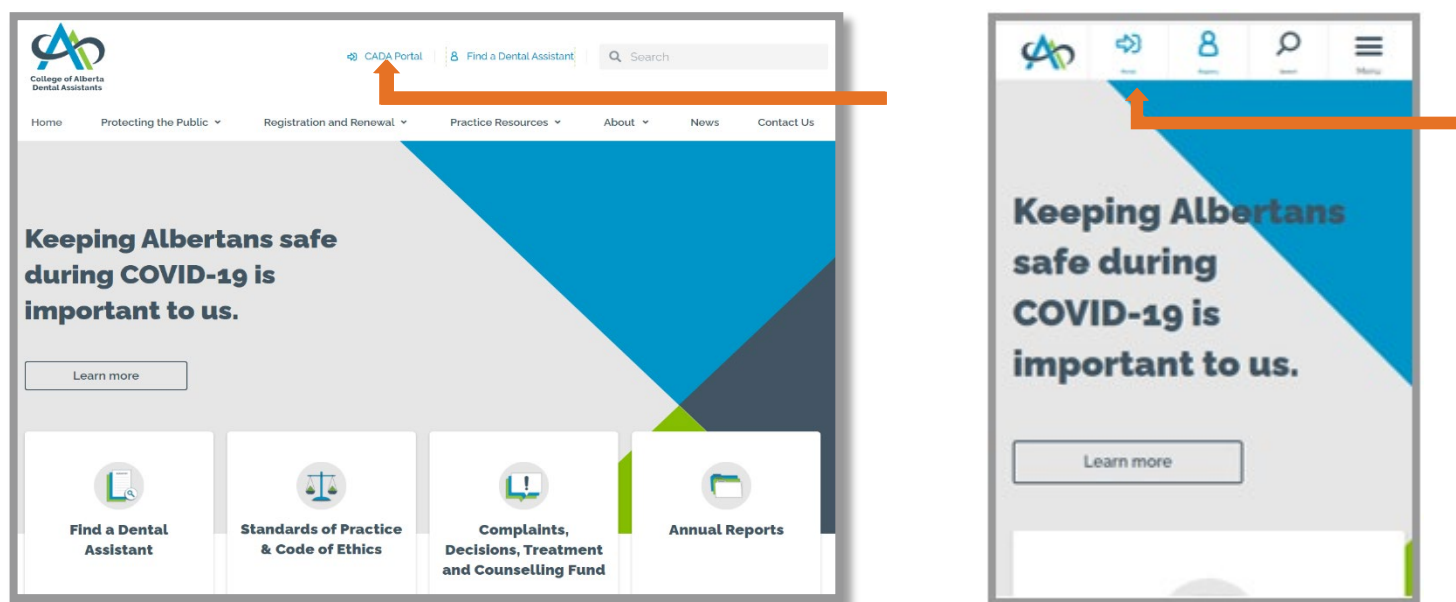 College of Alberta
Dental Assistants
CADA Portal
Find a Dental Assistant
Search
Home
Protecting the Public
Registration and Renewal
Practice Resources
About
News
Contact Us
Keeping Albertans safe
during COVID-19 is
important to us.
Learn more
Find a Dental
Assistant
Standards of Practice
& Code of Ethics
Complaints,
Decisions, Treatment
and Counselling Fund
Annual Reports
Menu
Keeping Albertans
safe during
COVID-19 is
important to us.
Learn more